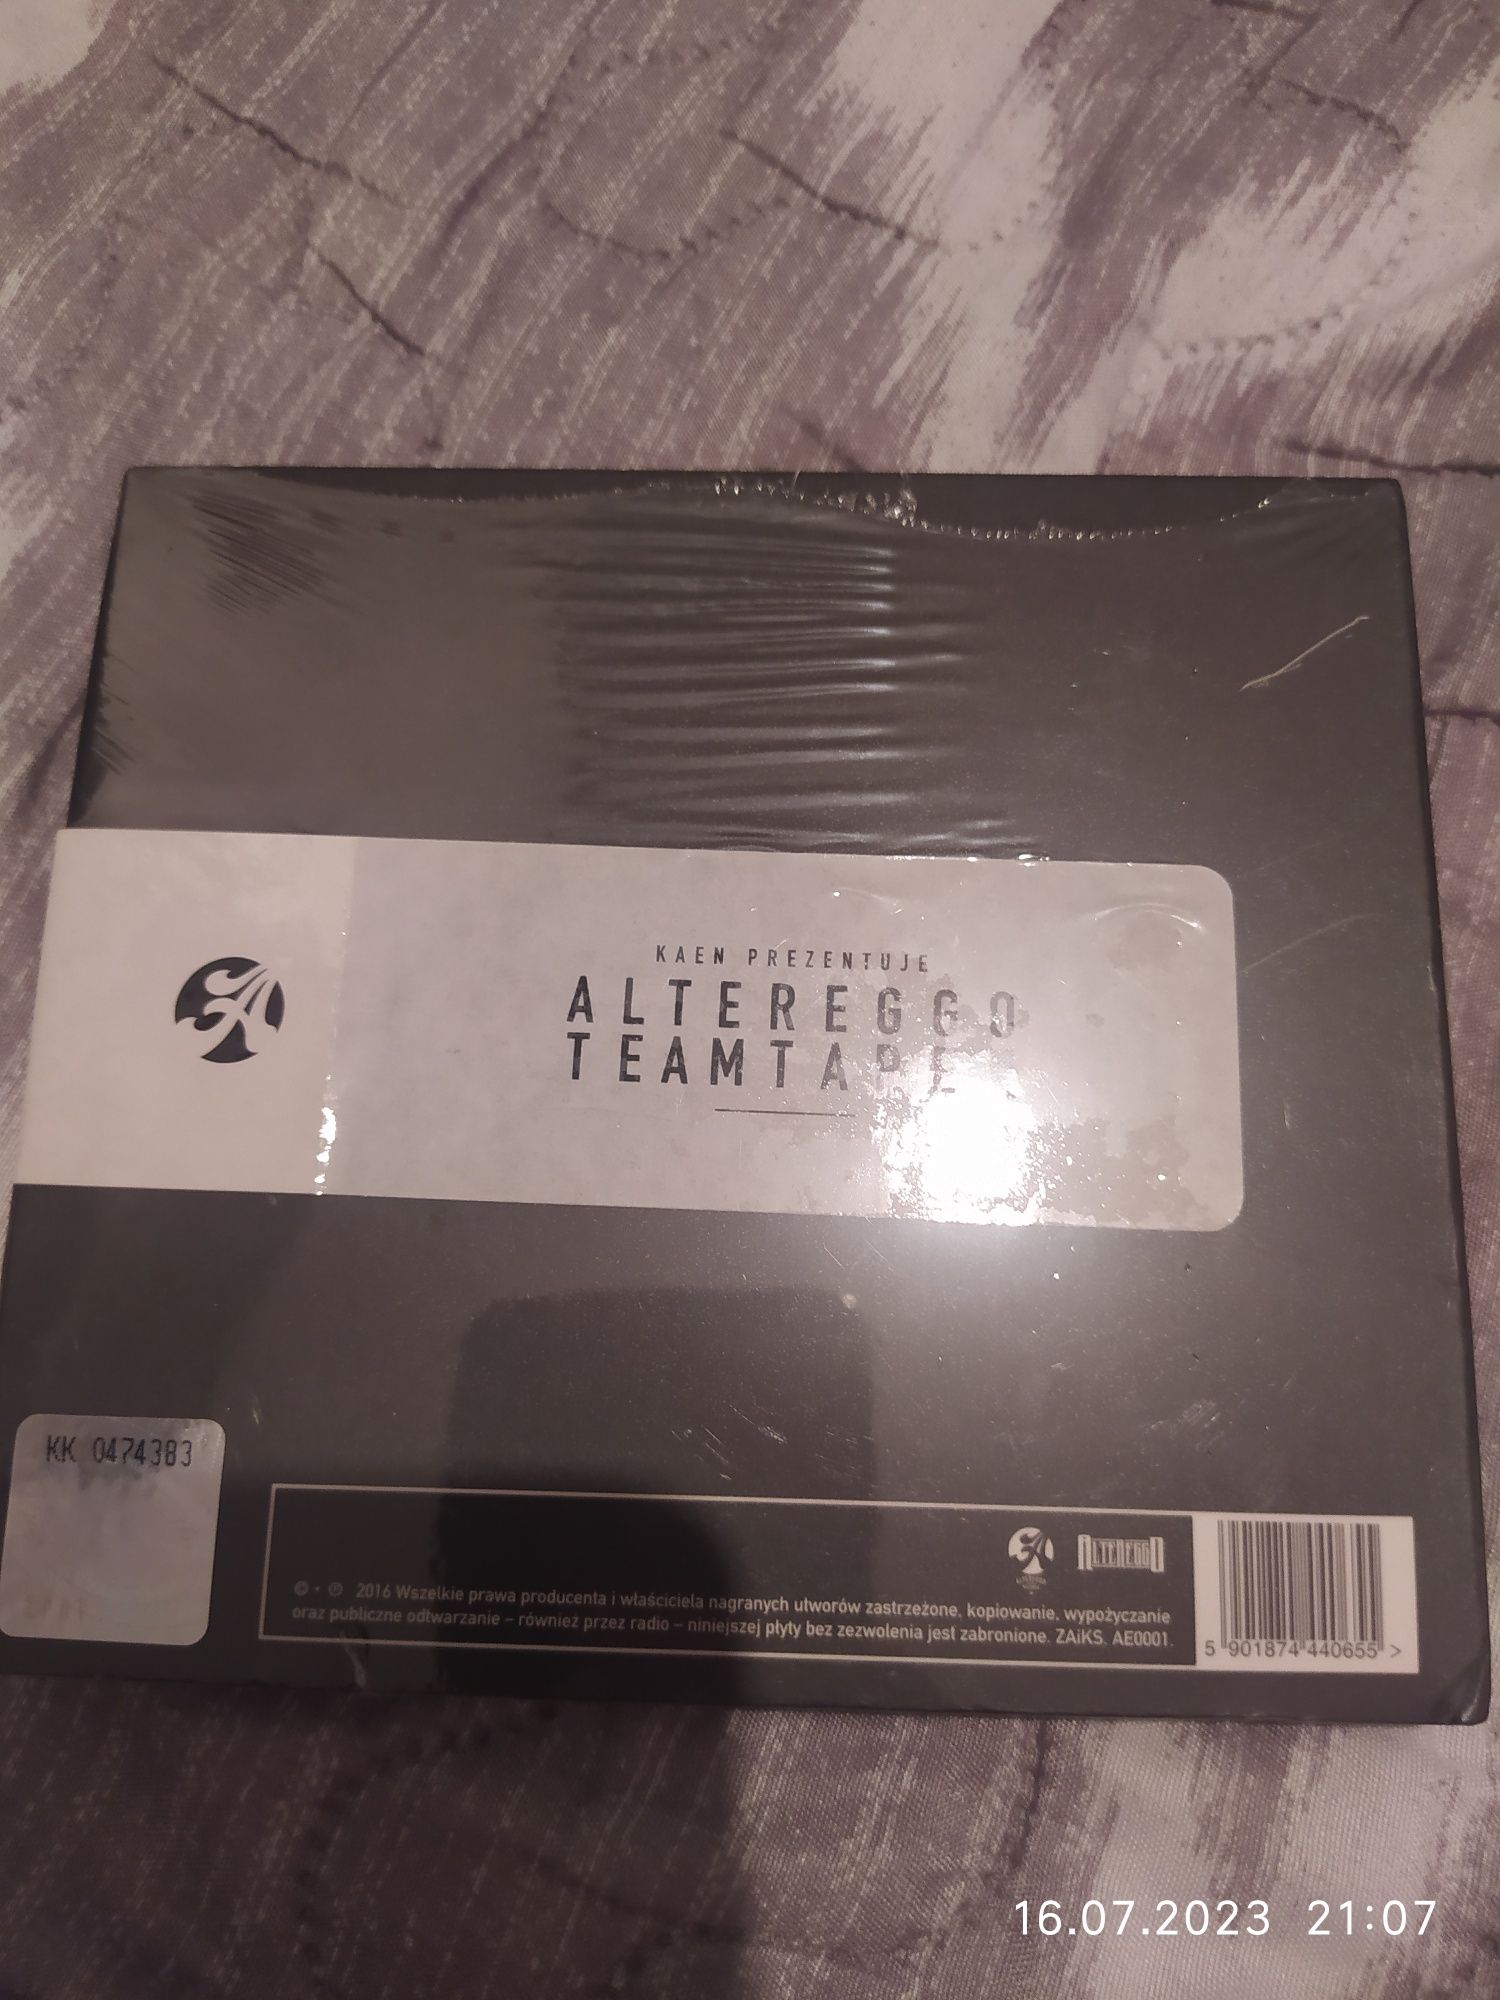 KAEN PREZENTUJE
ALTEREGGO
TEAMTAPE
KK 0474383
ALTEREGGO
© + ℗ 2016 Wszelkie prawa producenta i właściciela nagranych utworów zastrzeżone, kopiowanie, wypożyczanie
oraz publiczne odtwarzanie – również przez radio – niniejszej płyty bez zezwolenia jest zabronione. ZAiKS. AE0001.
5 901874 440655 >
16.07.2023 21:07